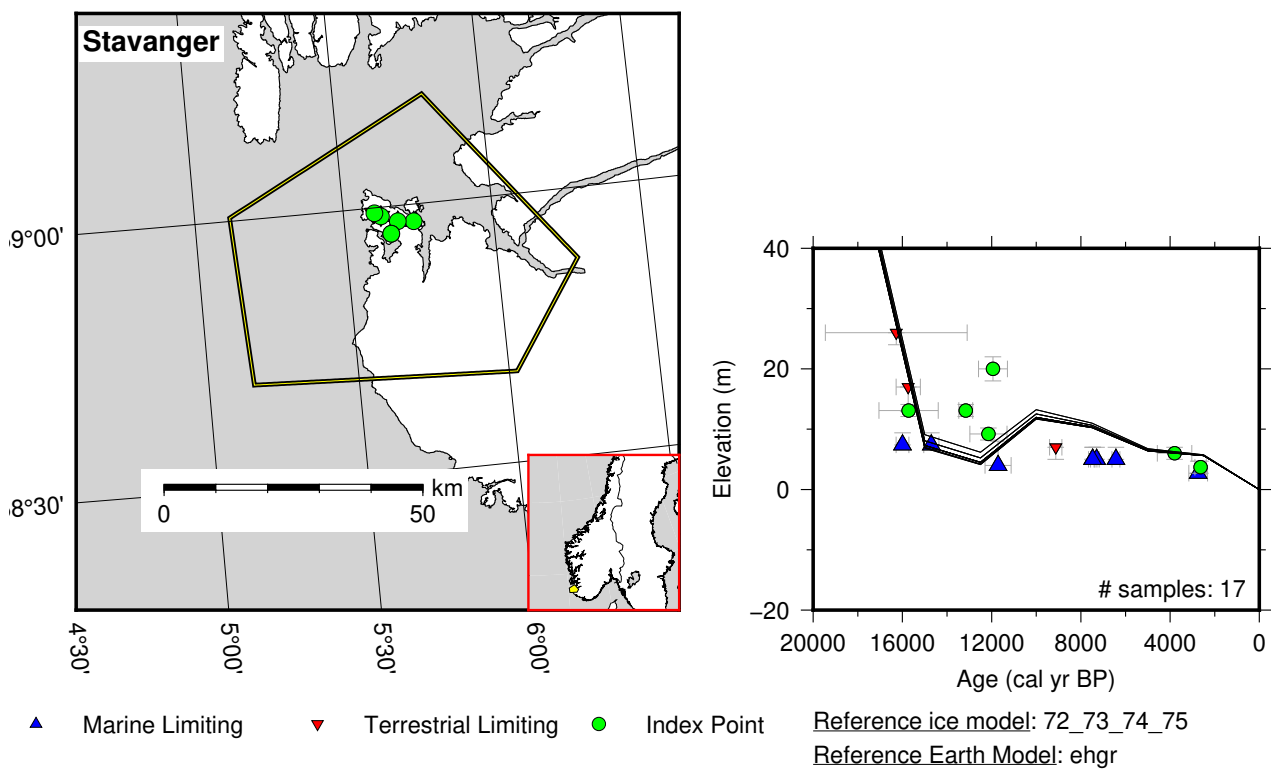 Stavanger
9°00'
8°30'
km
0 50
4°30' 5°00' 5°30' 6°00'
40
20
0
−20
Elevation (m)
# samples: 17
20000 16000 12000 8000 4000 0
Age (cal yr BP)
Marine Limiting Terrestrial Limiting Index Point
Reference ice model: 72_73_74_75
Reference Earth Model: ehgr